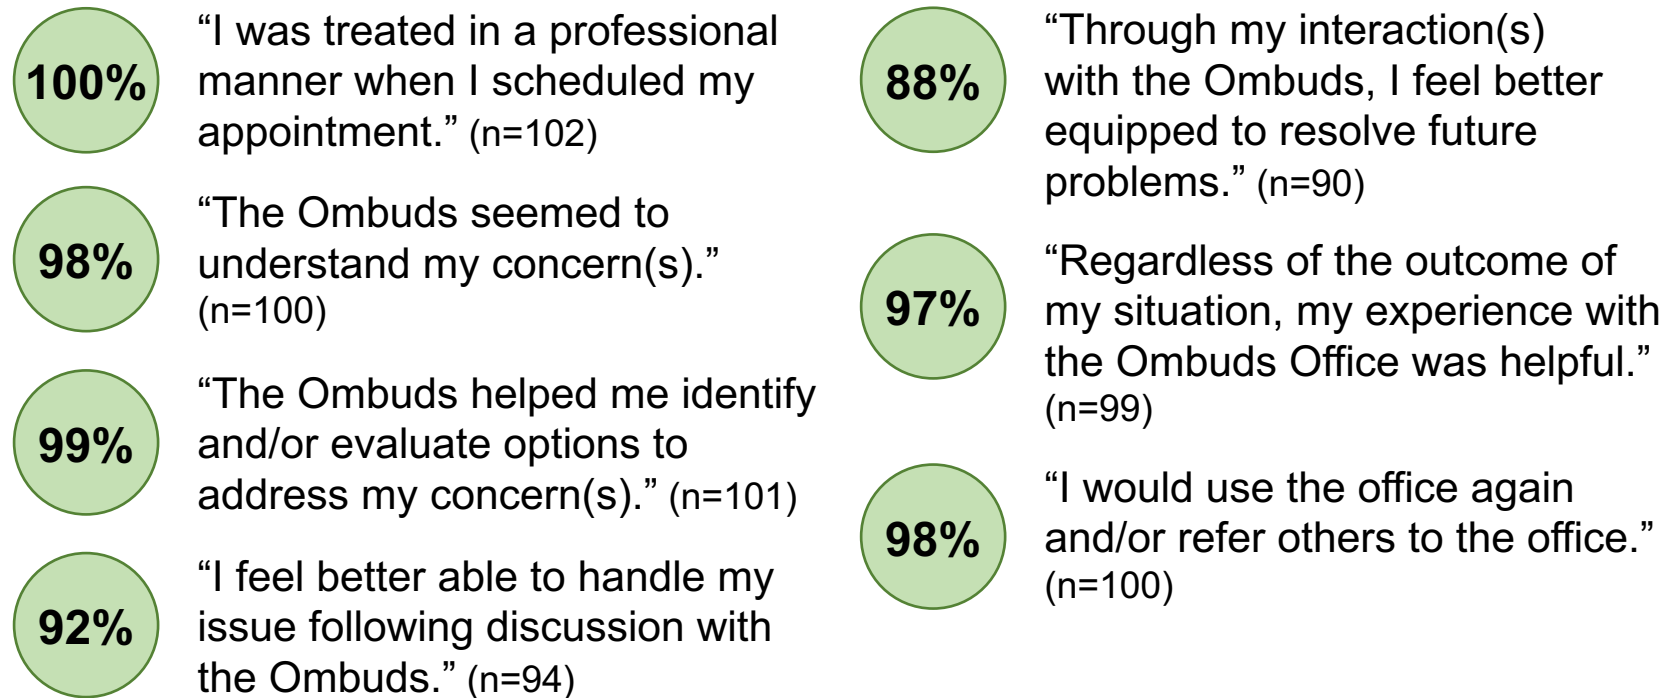 100%
“I was treated in a professional
manner when I scheduled my
appointment.” (n=102)
98%
“The Ombuds seemed to
understand my concern(s).”
(n=100)
99%
“The Ombuds helped me identify
and/or evaluate options to
address my concern(s).” (n=101)
92%
“I feel better able to handle my
issue following discussion with
the Ombuds.” (n=94)
88%
“Through my interaction(s)
with the Ombuds, I feel better
equipped to resolve future
problems.” (n=90)
97%
“Regardless of the outcome of
my situation, my experience with
the Ombuds Office was helpful.”
(n=99)
98%
“I would use the office again
and/or refer others to the office.”
(n=100)